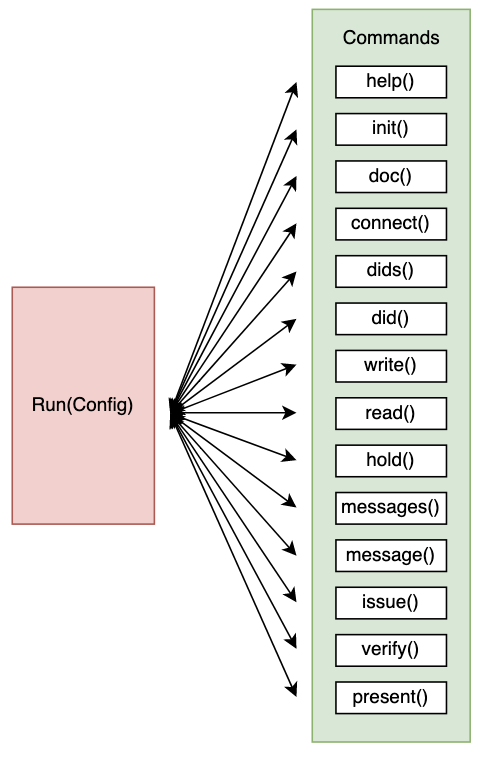 Commands
help()
init()
doc()
connect()
dids()
did()
Run(Config)
write()
read()
hold()
messages()
message()
issue()
verify()
present()